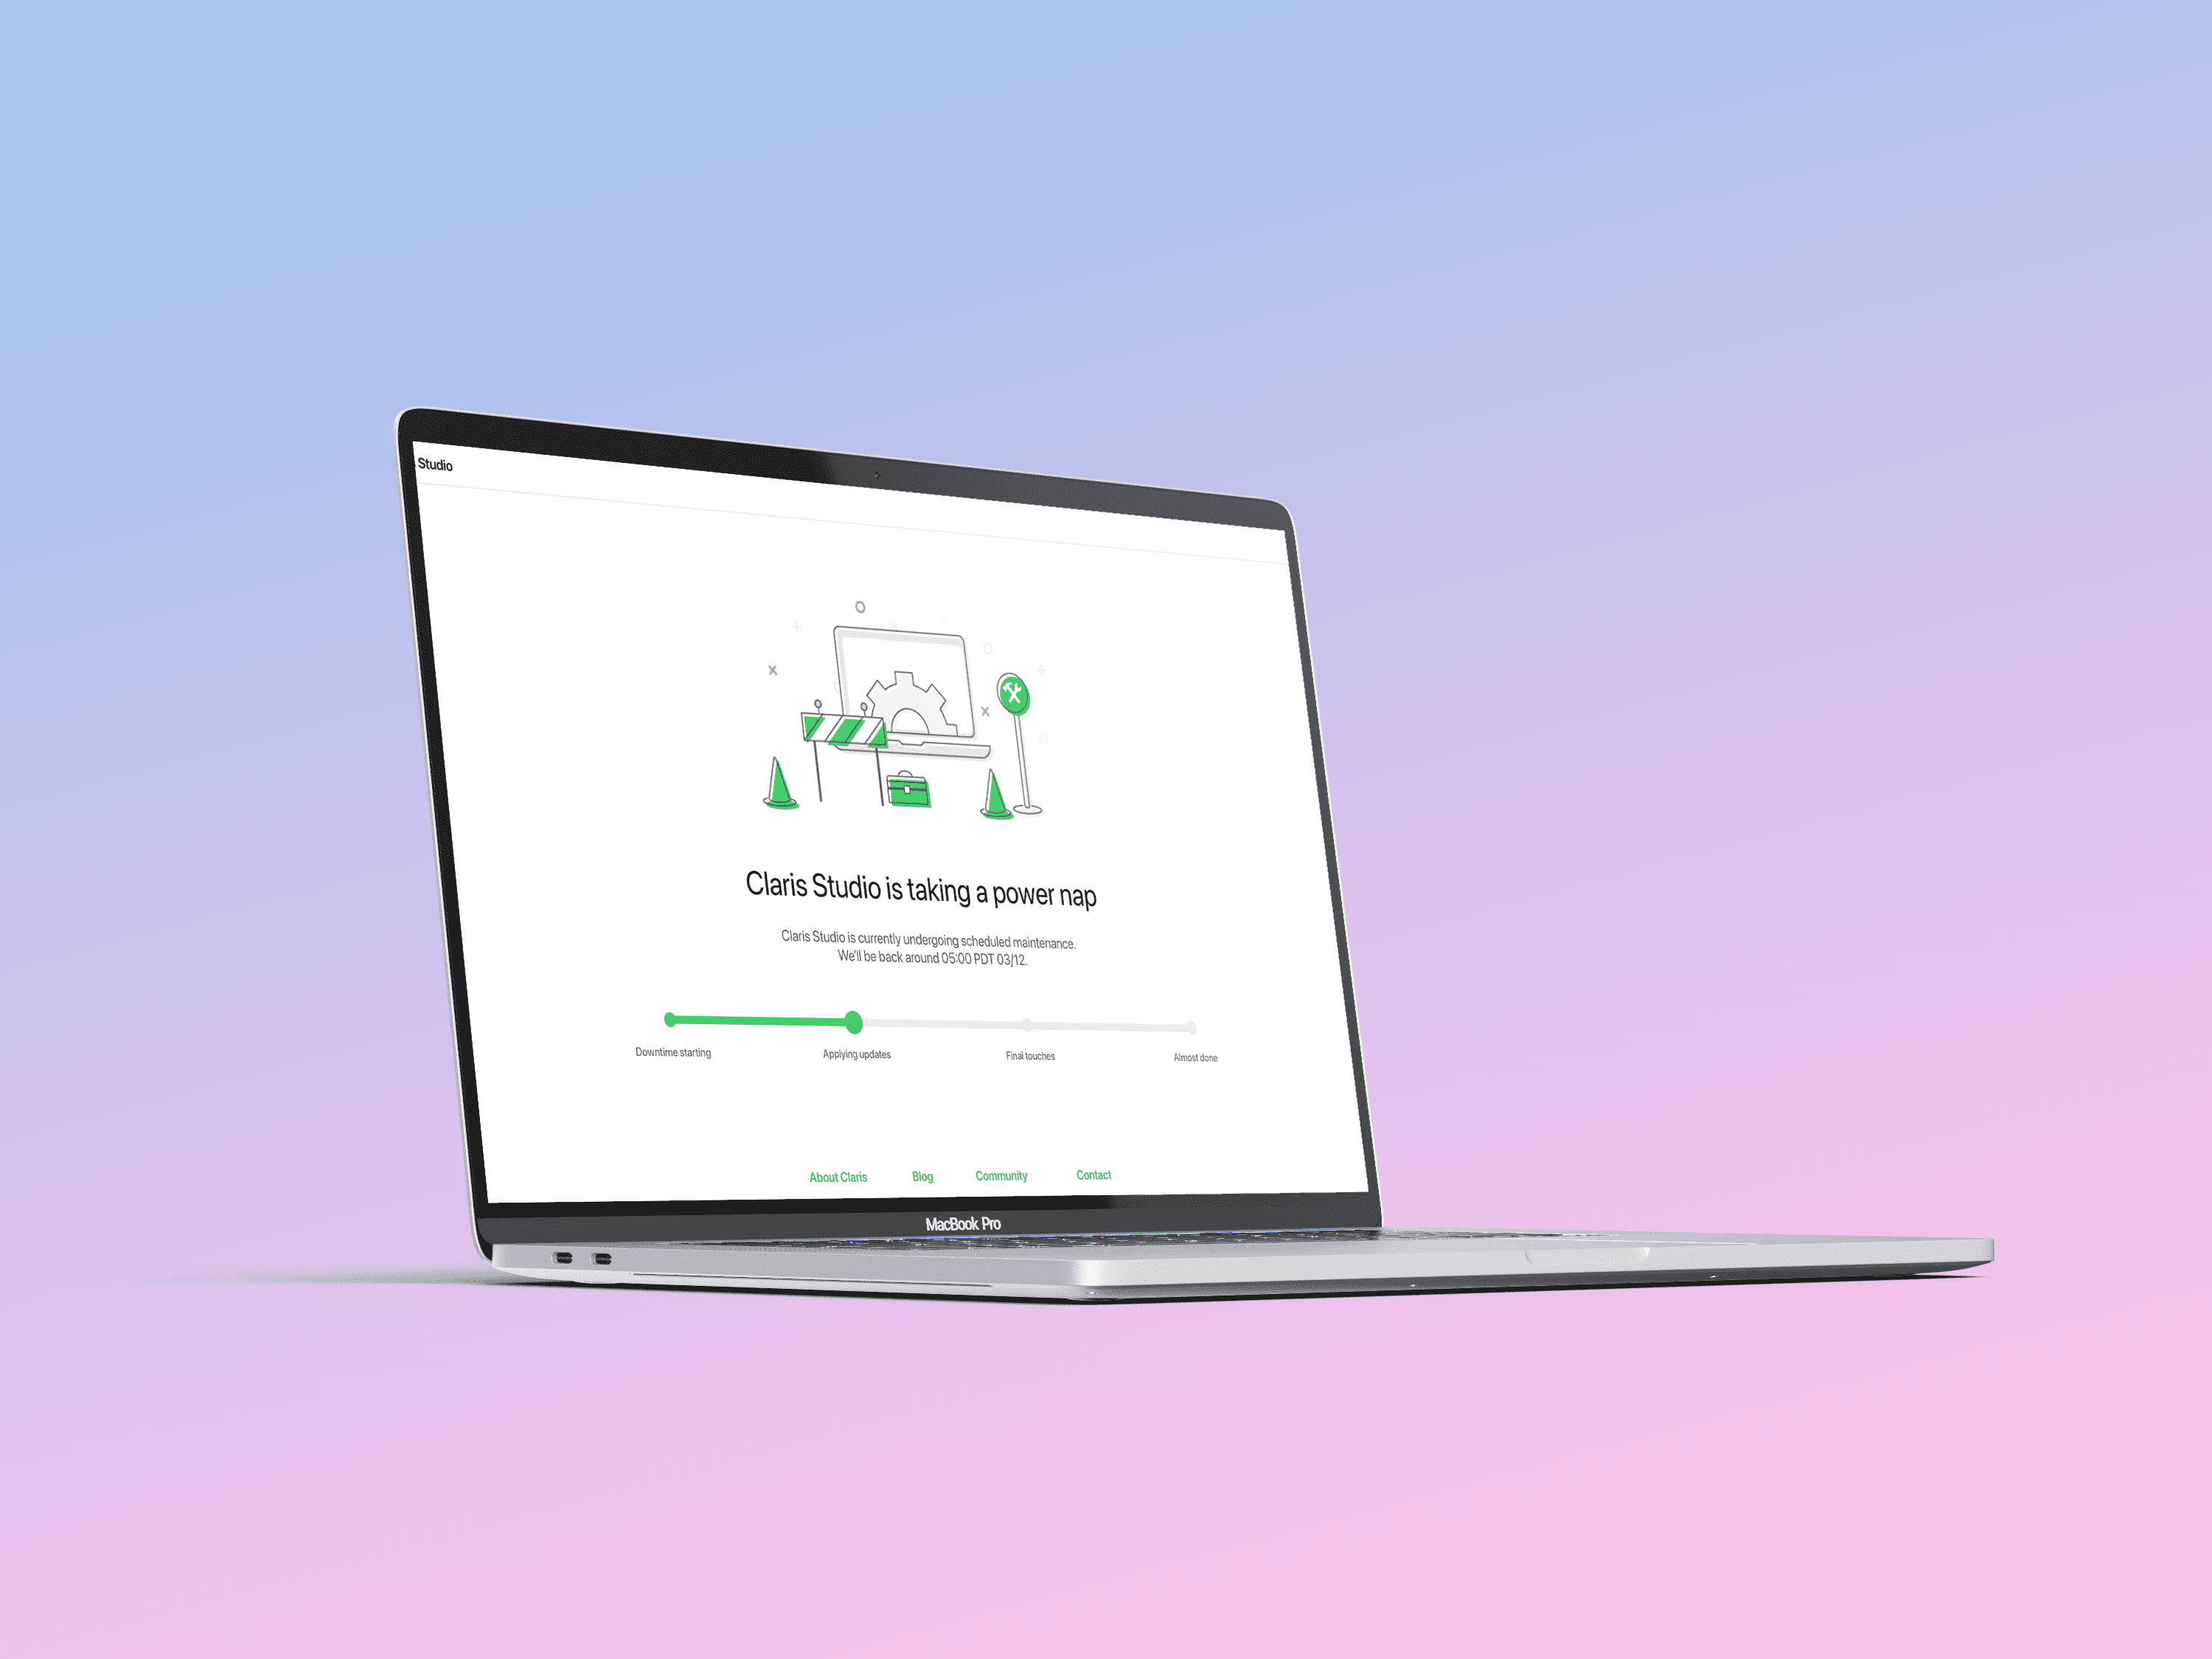 Studio
Claris Studio is taking a power nap
Claris Studio is currently undergoing scheduled maintenance.
We'll be back around 05:00 PDT 03/12.
Downtime starting
Applying updates
Final touches
Almost done
About Claris
Blog
Community
Contact
MacBook Pro